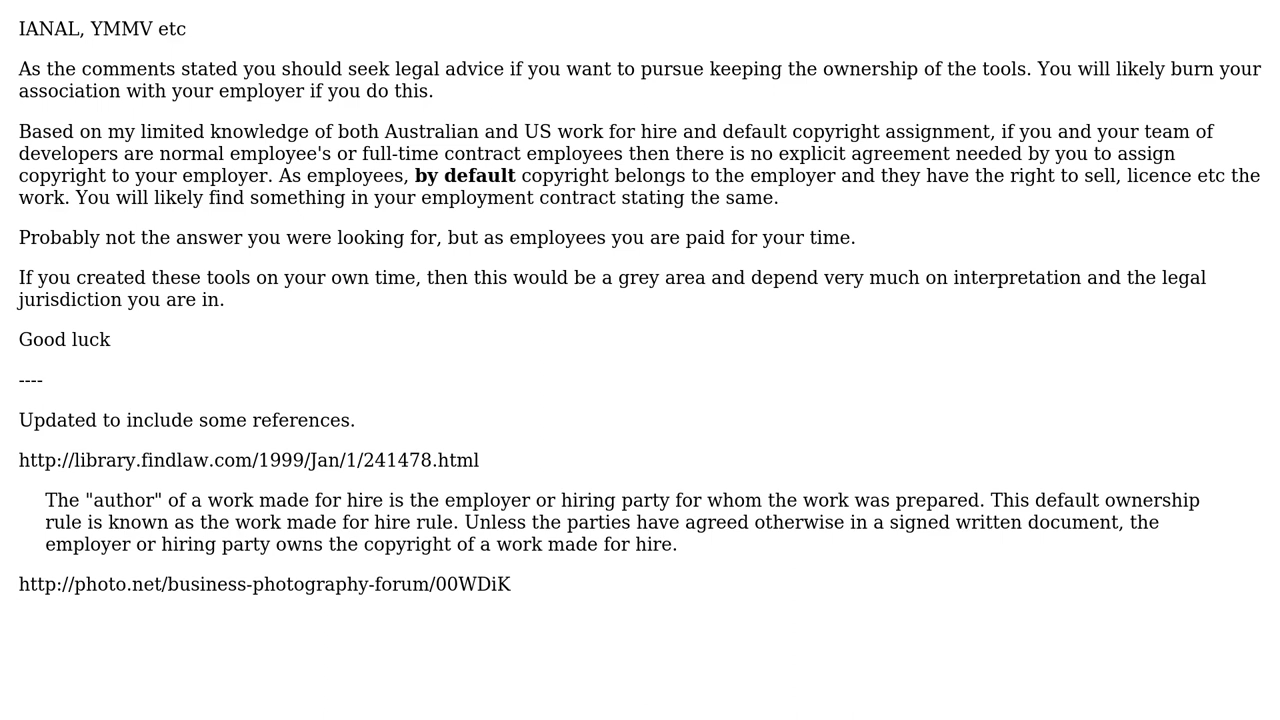 IANAL, YMMV etc
As the comments stated you should seek legal advice if you want to pursue keeping the ownership of the tools. You will likely burn your
association with your employer if you do this.
Based on my limited knowledge of both Australian and US work for hire and default copyright assignment, if you and your team of
developers are normal employee's or full-time contract employees then there is no explicit agreement needed by you to assign
copyright to your employer. As employees, by default copyright belongs to the employer and they have the right to sell, licence etc the
work. You will likely find something in your employment contract stating the same.
Probably not the answer you were looking for, but as employees you are paid for your time.
If you created these tools on your own time, then this would be a grey area and depend very much on interpretation and the legal
jurisdiction you are in.
Good luck
----
Updated to include some references.
http://library.findlaw.com/1999/Jan/1/241478.html
The "author" of a work made for hire is the employer or hiring party for whom the work was prepared. This default ownership
rule is known as the work made for hire rule. Unless the parties have agreed otherwise in a signed written document, the
employer or hiring party owns the copyright of a work made for hire.
http://photo.net/business-photography-forum/00WDiK